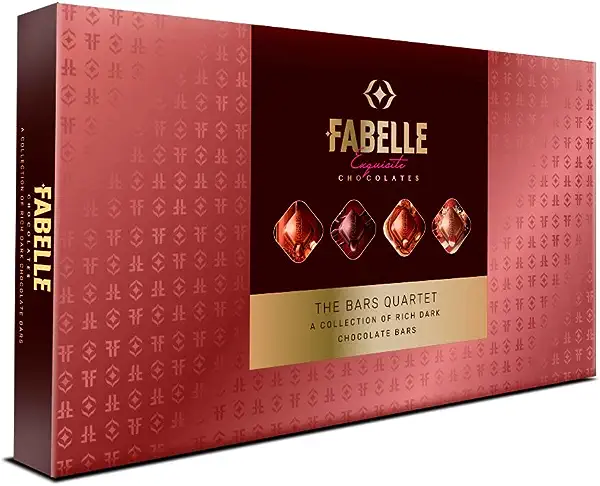 FABELLE
Exquisite
CHOCOLATES
THE BARS QUARTET
A COLLECTION OF RICH DARK
CHOCOLATE BARS
FABELLE
CHOCOLATES
A COLLECTION OF RICH DARK CHOCOLATE BARS